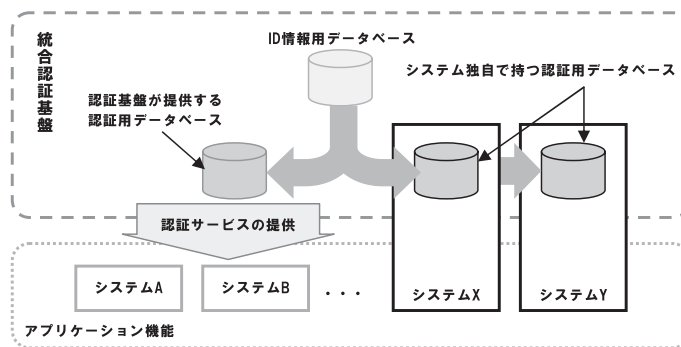 統合認証基盤
ID情報用データベース
システム独自で持つ認証用データベース
認証基盤が提供する
認証用データベース
認証サービスの提供
システムA
システムB
・・・
システムX
システムY
アプリケーション機能